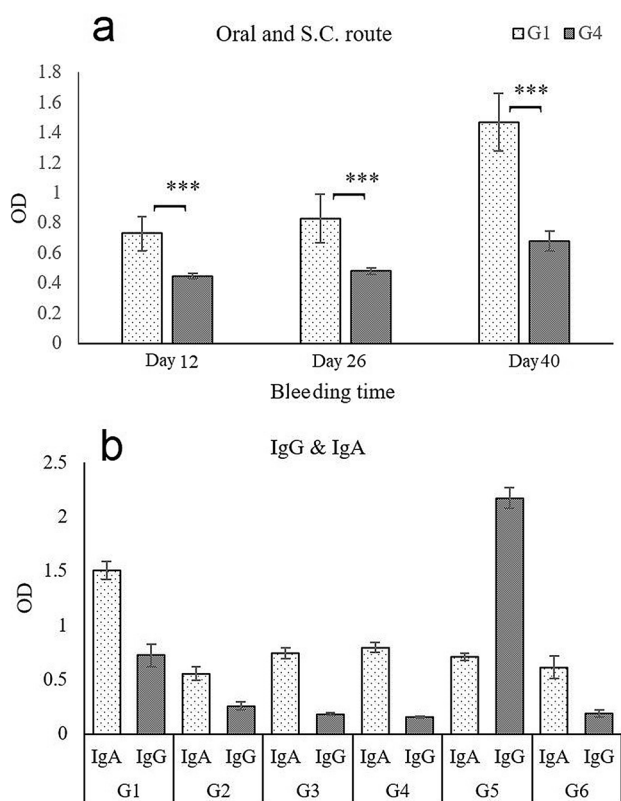 a
Oral and S.C. route
G1 G4
1.8
1.6
1.4
1.2
1
0.8
0.6
0.4
0.2
0
OD
***
***
***
Day 12 Day 26 Day 40
Bleeding time
b
IgG & IgA
2.5
2
1.5
1
0.5
0
OD
IgA IgG IgA IgG IgA IgG IgA IgG IgA IgG IgA IgG
G1 G2 G3 G4 G5 G6